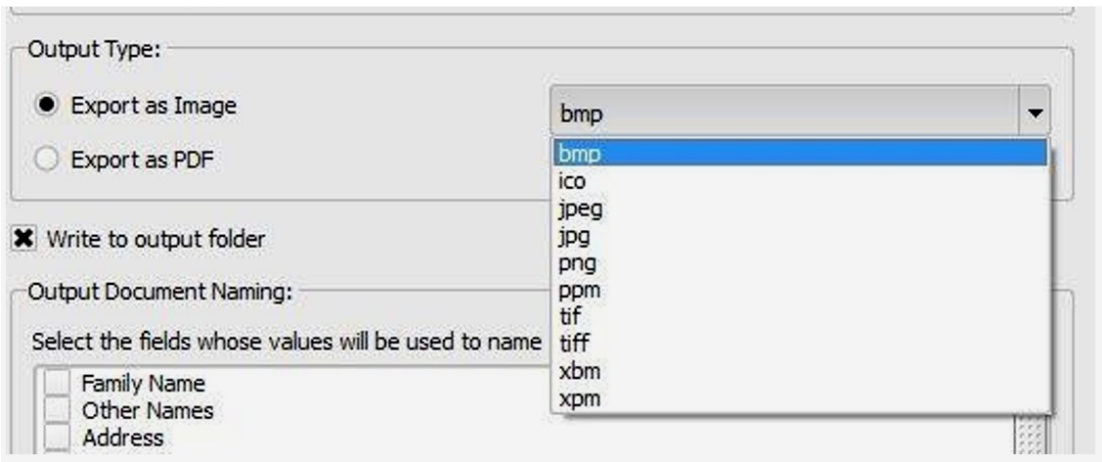 Output Type:
Export as Image
bmp
Export as PDF
bmp
ico
jpeg
jpg
png
ppm
tif
tiff
xbm
xpm
Write to output folder
Output Document Naming:
Select the fields whose values will be used to name
Family Name
Other Names
Address